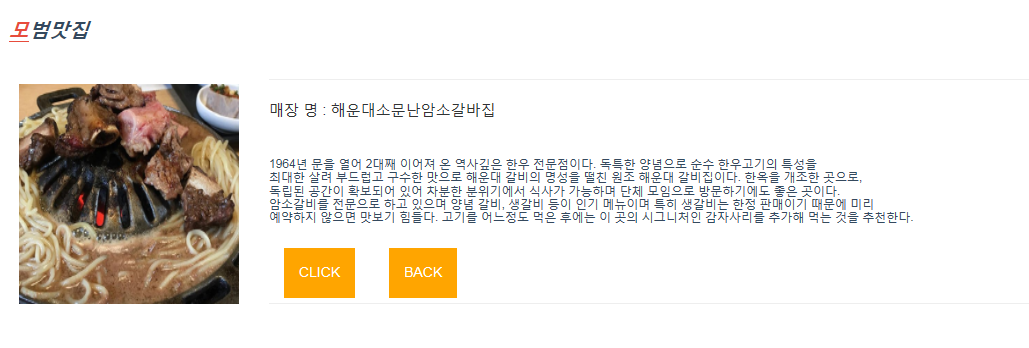 모범맛집
매장 명 : 해운대소문난암소갈바집
1964년 문을 열어 2대째 이어져 온 역사깊은 한우 전문점이다. 독특한 양념으로 순수 한우고기의 특성을
최대한 살려 부드럽고 구수한 맛으로 해운대 갈비의 명성을 떨친 원조 해운대 갈비집이다. 한옥을 개조한 곳으로,
독립된 공간이 확보되어 있어 차분한 분위기에서 식사가 가능하며 단체 모임으로 방문하기에도 좋은 곳이다.
암소갈비를 전문으로 하고 있으며 양념 갈비, 생갈비 등이 인기 메뉴이며 특히 생갈비는 한정 판매이기 때문에 미리
예약하지 않으면 맛보기 힘들다. 고기를 어느정도 먹은 후에는 이 곳의 시그니처인 감자사리를 추가해 먹는 것을 추천한다.
CLICK BACK